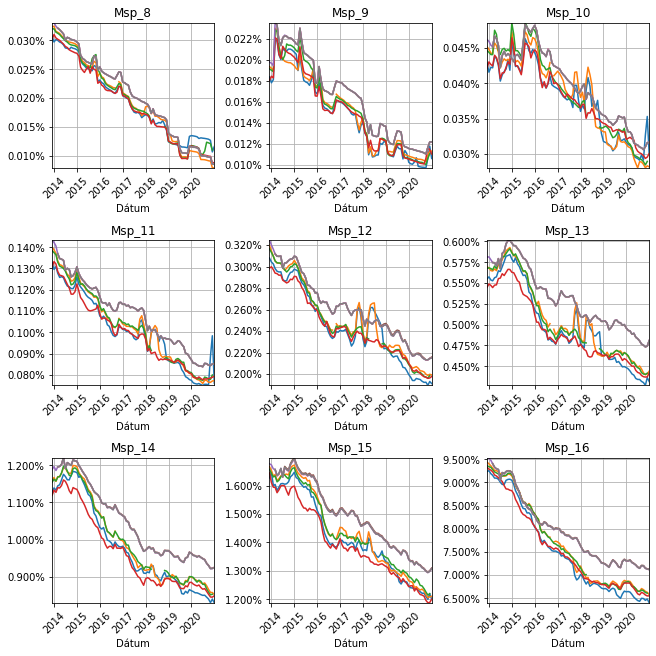 Msp_8 Msp_9 Msp_10
0.030% 0.022% 0.045%
0.025% 0.020% 0.040%
0.020% 0.018% 0.035%
0.015% 0.016% 0.030%
0.010% 0.014%
0.012%
0.010%
2014 2015 2016 2017 2018 2019 2020 2014 2015 2016 2017 2018 2019 2020 2014 2015 2016 2017 2018 2019 2020
Dátum Dátum Dátum
Msp_11 Msp_12 Msp_13
0.140% 0.320% 0.600%
0.130% 0.300% 0.575%
0.120% 0.280% 0.550%
0.110% 0.260% 0.525%
0.100% 0.240% 0.500%
0.090% 0.220% 0.475%
0.080% 0.200% 0.450%
2014 2015 2016 2017 2018 2019 2020 2014 2015 2016 2017 2018 2019 2020 2014 2015 2016 2017 2018 2019 2020
Dátum Dátum Dátum
Msp_14 Msp_15 Msp_16
1.200% 1.600% 9.500%
1.100% 1.500% 9.000%
1.000% 1.400% 8.500%
0.900% 1.300% 8.000%
1.200% 7.500%
7.000%
6.500%
2014 2015 2016 2017 2018 2019 2020 2014 2015 2016 2017 2018 2019 2020 2014 2015 2016 2017 2018 2019 2020
Dátum Dátum Dátum